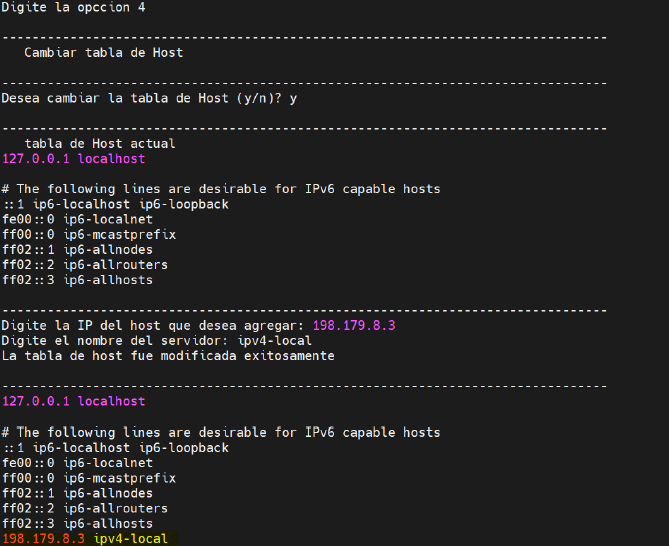 Digite la opccion 4
-------------------------------------------------------------------------------
Cambiar tabla de Host
-------------------------------------------------------------------------------
Desea cambiar la tabla de Host (y/n)? y
-------------------------------------------------------------------------------
tabla de Host actual
127.0.0.1 localhost
# The following lines are desirable for IPv6 capable hosts
::1 ip6-localhost ip6-loopback
fe00::0 ip6-localnet
ff00::0 ip6-mcastprefix
ff02::1 ip6-allnodes
ff02::2 ip6-allrouters
ff02::3 ip6-allhosts
-------------------------------------------------------------------------------
Digite la IP del host que desea agregar: 198.179.8.3
Digite el nombre del servidor: ipv4-local
La tabla de host fue modificada exitosamente
-------------------------------------------------------------------------------
127.0.0.1 localhost
# The following lines are desirable for IPv6 capable hosts
::1 ip6-localhost ip6-loopback
fe00::0 ip6-localnet
ff00::0 ip6-mcastprefix
ff02::1 ip6-allnodes
ff02::2 ip6-allrouters
ff02::3 ip6-allhosts
198.179.8.3 ipv4-local